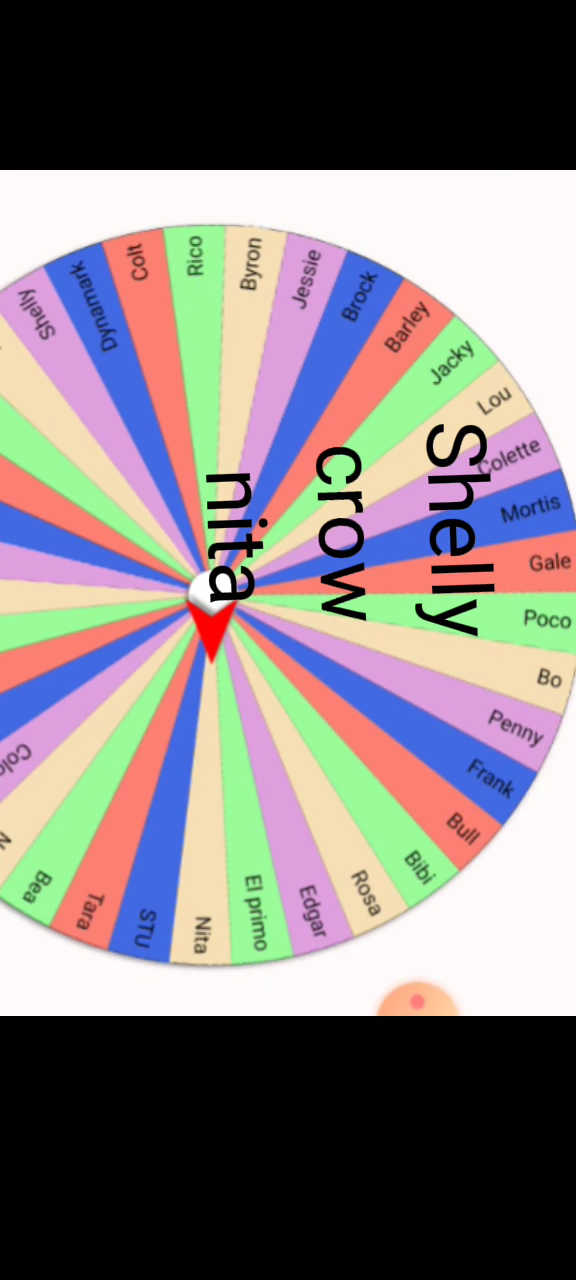 Shelly
crow
nita
Shelly
Dynamark
Colt
Rico
Byron
Jessie
Brock
Barley
Jacky
Lou
Colette
Mortis
Gale
Poco
Bo
Penny
Frank
Bull
Bibi
Rosa
Edgar
El primo
Nita
STU
Tara
Bea